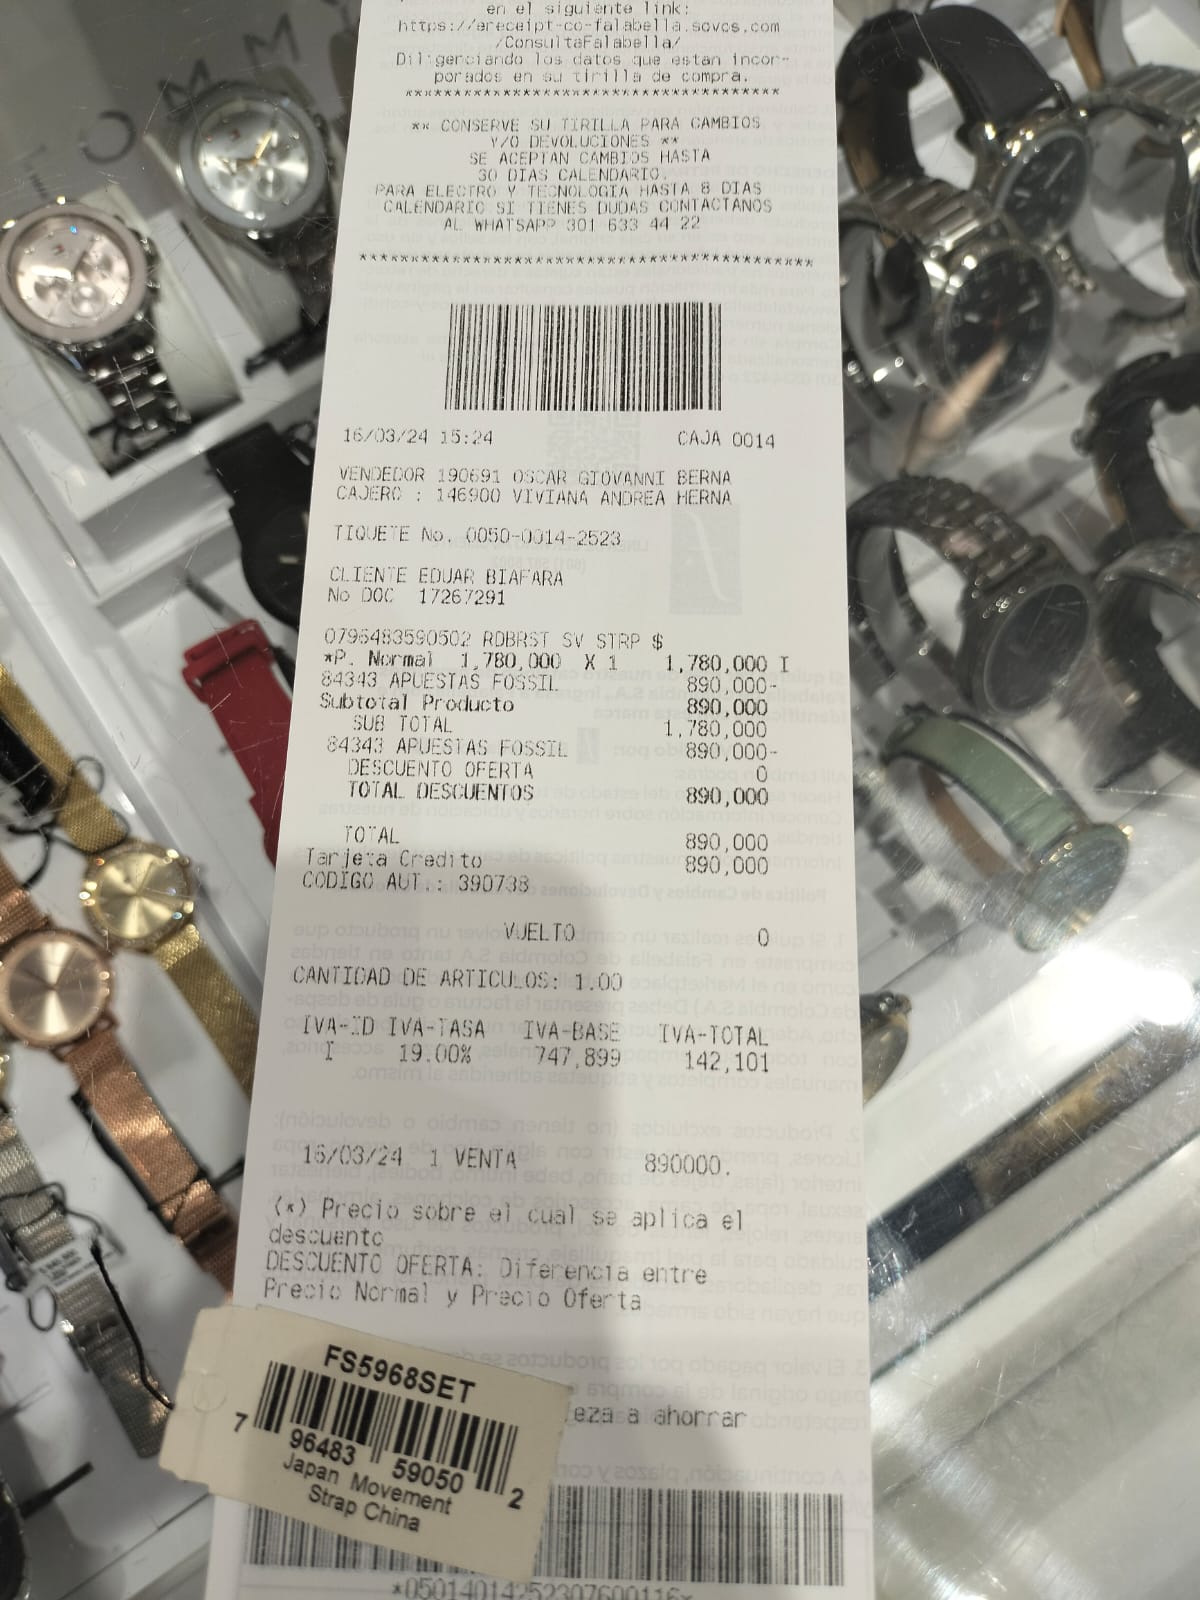 en el siguiente link:
https://ereceipt-co-falabella.sovos.com
/ConsultaFalabella/
Diligenciando los datos que estan incor-
porados en su tirilla de compra.
****************************************
** CONSERVE SU TIRILLA PARA CAMBIOS
Y/O DEVOLUCIONES **
SE ACEPTAN CAMBIOS HASTA
30 DIAS CALENDARIO.
PARA ELECTRO Y TECNOLOGIA HASTA 8 DIAS
CALENDARIO SI TIENES DUDAS CONTACTANOS
AL WHATSAPP 301 633 44 22
****************************************
16/03/24 15:24 CAJA 0014
VENDEDOR 190691 OSCAR GIOVANNI BERNA
CAJERO : 146900 VIVIANA ANDREA HERNA
TIQUETE No. 0050-0014-2523
CLIENTE EDUAR BIAFARA
No DOC 17267291
0796483590502 RDBRST SV STRP $
*P. Normal 1,780,000 X 1 1,780,000 I
84343 APUESTAS FOSSIL 890,000-
Subtotal Producto 890,000
SUB TOTAL 1,780,000
84343 APUESTAS FOSSIL 890,000-
DESCUENTO OFERTA 0
TOTAL DESCUENTOS 890,000
TOTAL 890,000
Tarjeta Credito 890,000
CODIGO AUT.: 390738
VUELTO 0
CANTIDAD DE ARTICULOS: 1.00
IVA-ID IVA-TASA IVA-BASE IVA-TOTAL
I 19.00% 747,899 142,101
16/03/24 1 VENTA 890000.
(*) Precio sobre el cual se aplica el
descuento
DESCUENTO OFERTA: Diferencia entre
Precio Normal y Precio Oferta
eza a ahorrar
FS5968SET
7 96483 59050 2
Japan Movement
Strap China
*05014014252307600116*